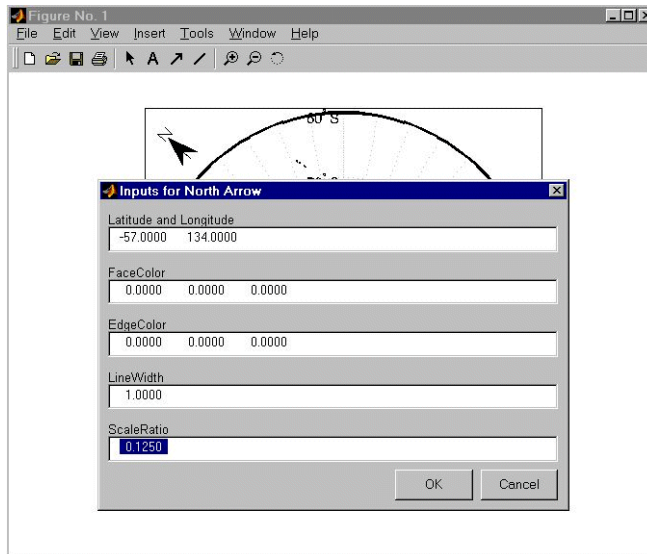 Figure No. 1
File Edit View Insert Tools Window Help
A
60°S
N
Inputs for North Arrow
Latitude and Longitude
-57.0000 134.0000
FaceColor
0.0000 0.0000 0.0000
EdgeColor
0.0000 0.0000 0.0000
LineWidth
1.0000
ScaleRatio
0.1250
OK Cancel